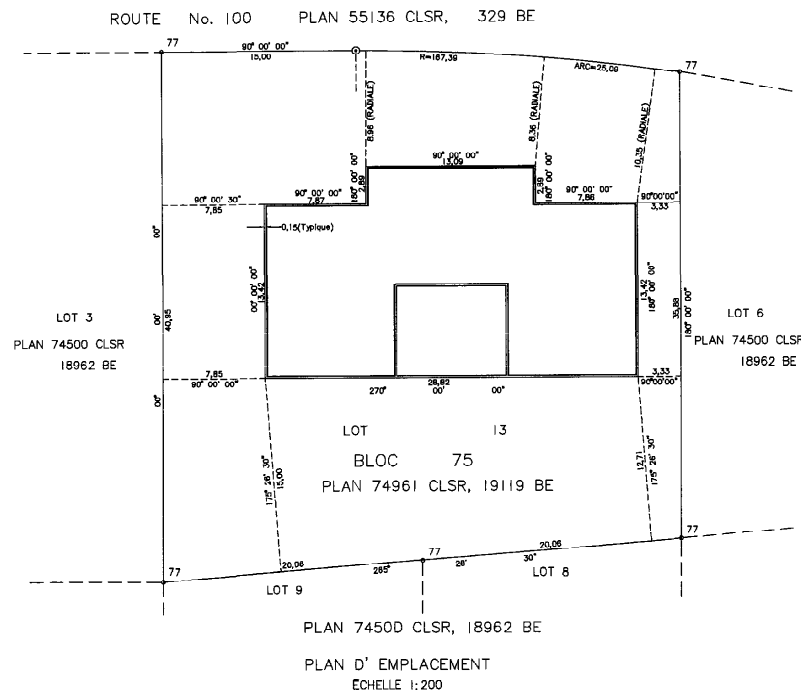 ROUTE No. 100 PLAN 55136 CLSR, 329 BE
77
90° 00' 00"
15,00
R=167,39
ARC=25,09
77
8,96 (RADIALE)
8,36 (RADIALE)
10,35 (RADIALE)
90° 00' 00"
13,09
180° 00' 00"
2,89
2,89
180° 00' 00"
90° 00' 30"
7,85
90° 00' 00"
7,87
90° 00' 00"
7,86
90°00'00"
3,33
0,15(Typique)
00° 00' 00"
40,95
00° 00' 00"
13,42
13,42
180° 00' 00"
35,88
180° 00' 00"
LOT 3
PLAN 74500 CLSR
18962 BE
LOT 6
PLAN 74500 CLSR
18962 BE
7,85
90° 00' 00"
28,82
270° 00' 00"
3,33
90°00'00"
LOT 13
BLOC 75
PLAN 74961 CLSR, 19119 BE
175° 26' 30"
15,00
12,71
175° 26' 30"
77
20,06
265° 26' 30"
77
20,06
77
LOT 9
LOT 8
PLAN 7450D CLSR, 18962 BE
PLAN D' EMPLACEMENT
ECHELLE 1:200